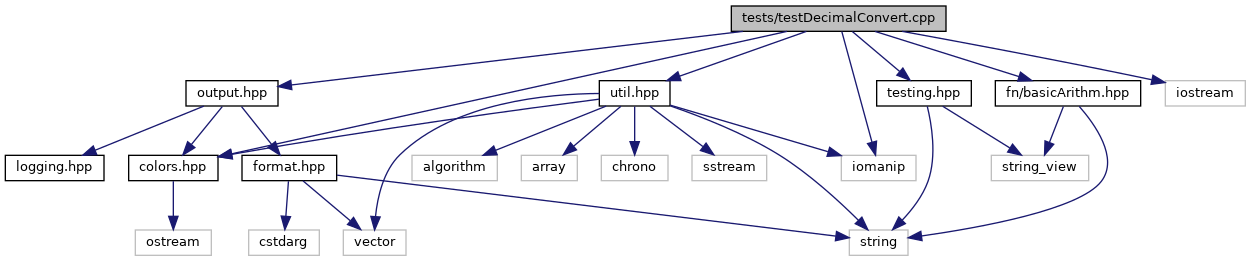 tests/testDecimalConvert.cpp
output.hpp
util.hpp
testing.hpp
fn/basicArithm.hpp
iostream
logging.hpp
colors.hpp
format.hpp
algorithm
array
chrono
sstream
iomanip
string_view
ostream
cstdarg
vector
string